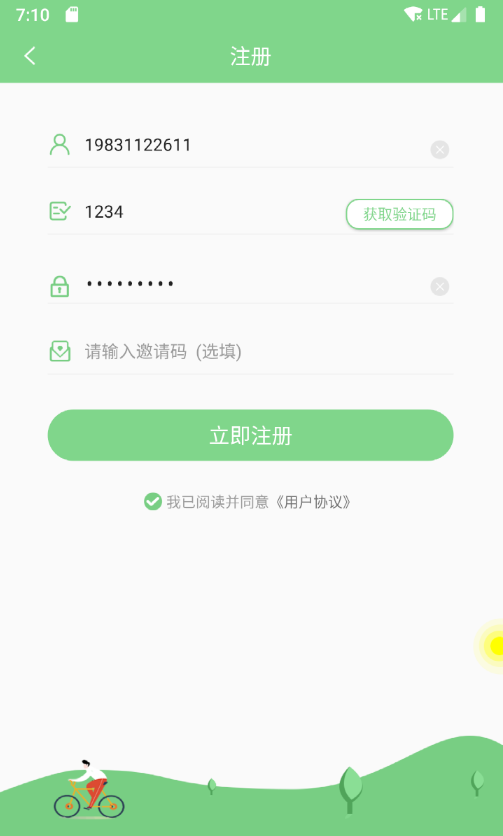 7:10 LTE
注册
19831122611
1234 获取验证码
•••••••••
请输入邀请码 (选填)
立即注册
我已阅读并同意《用户协议》